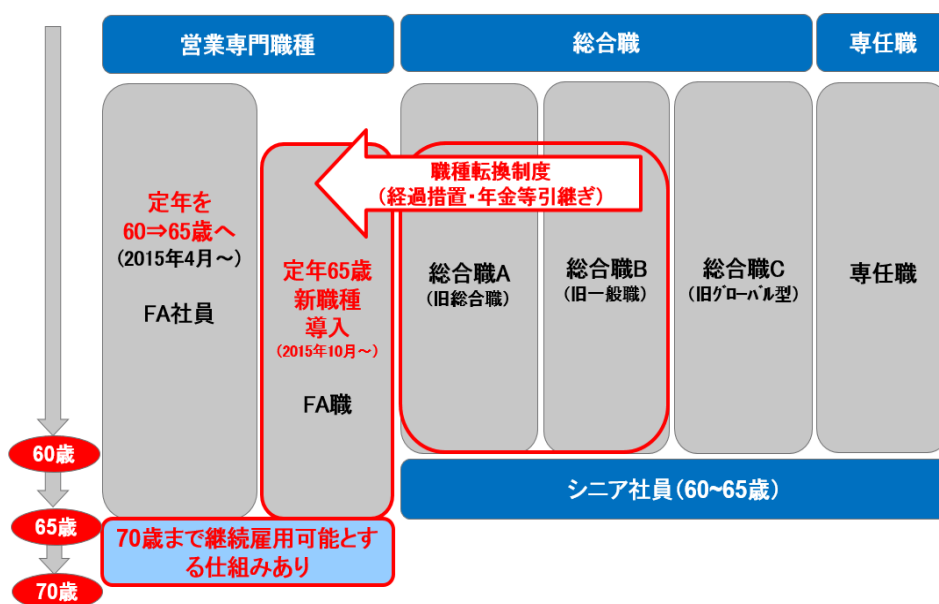 営業専門職種
総合職
専任職
職種転換制度
(経過措置・年金等引継ぎ)
定年を
60⇒65歳へ
(2015年4月～)
FA社員
定年65歳
新職種
導入
(2015年10月～)
FA職
総合職A
(旧総合職)
総合職B
(旧一般職)
総合職C
(旧ｸﾞﾛｰﾊﾞﾙ型)
専任職
60歳
シニア社員(60~65歳)
65歳
70歳まで継続雇用可能とす
る仕組みあり
70歳